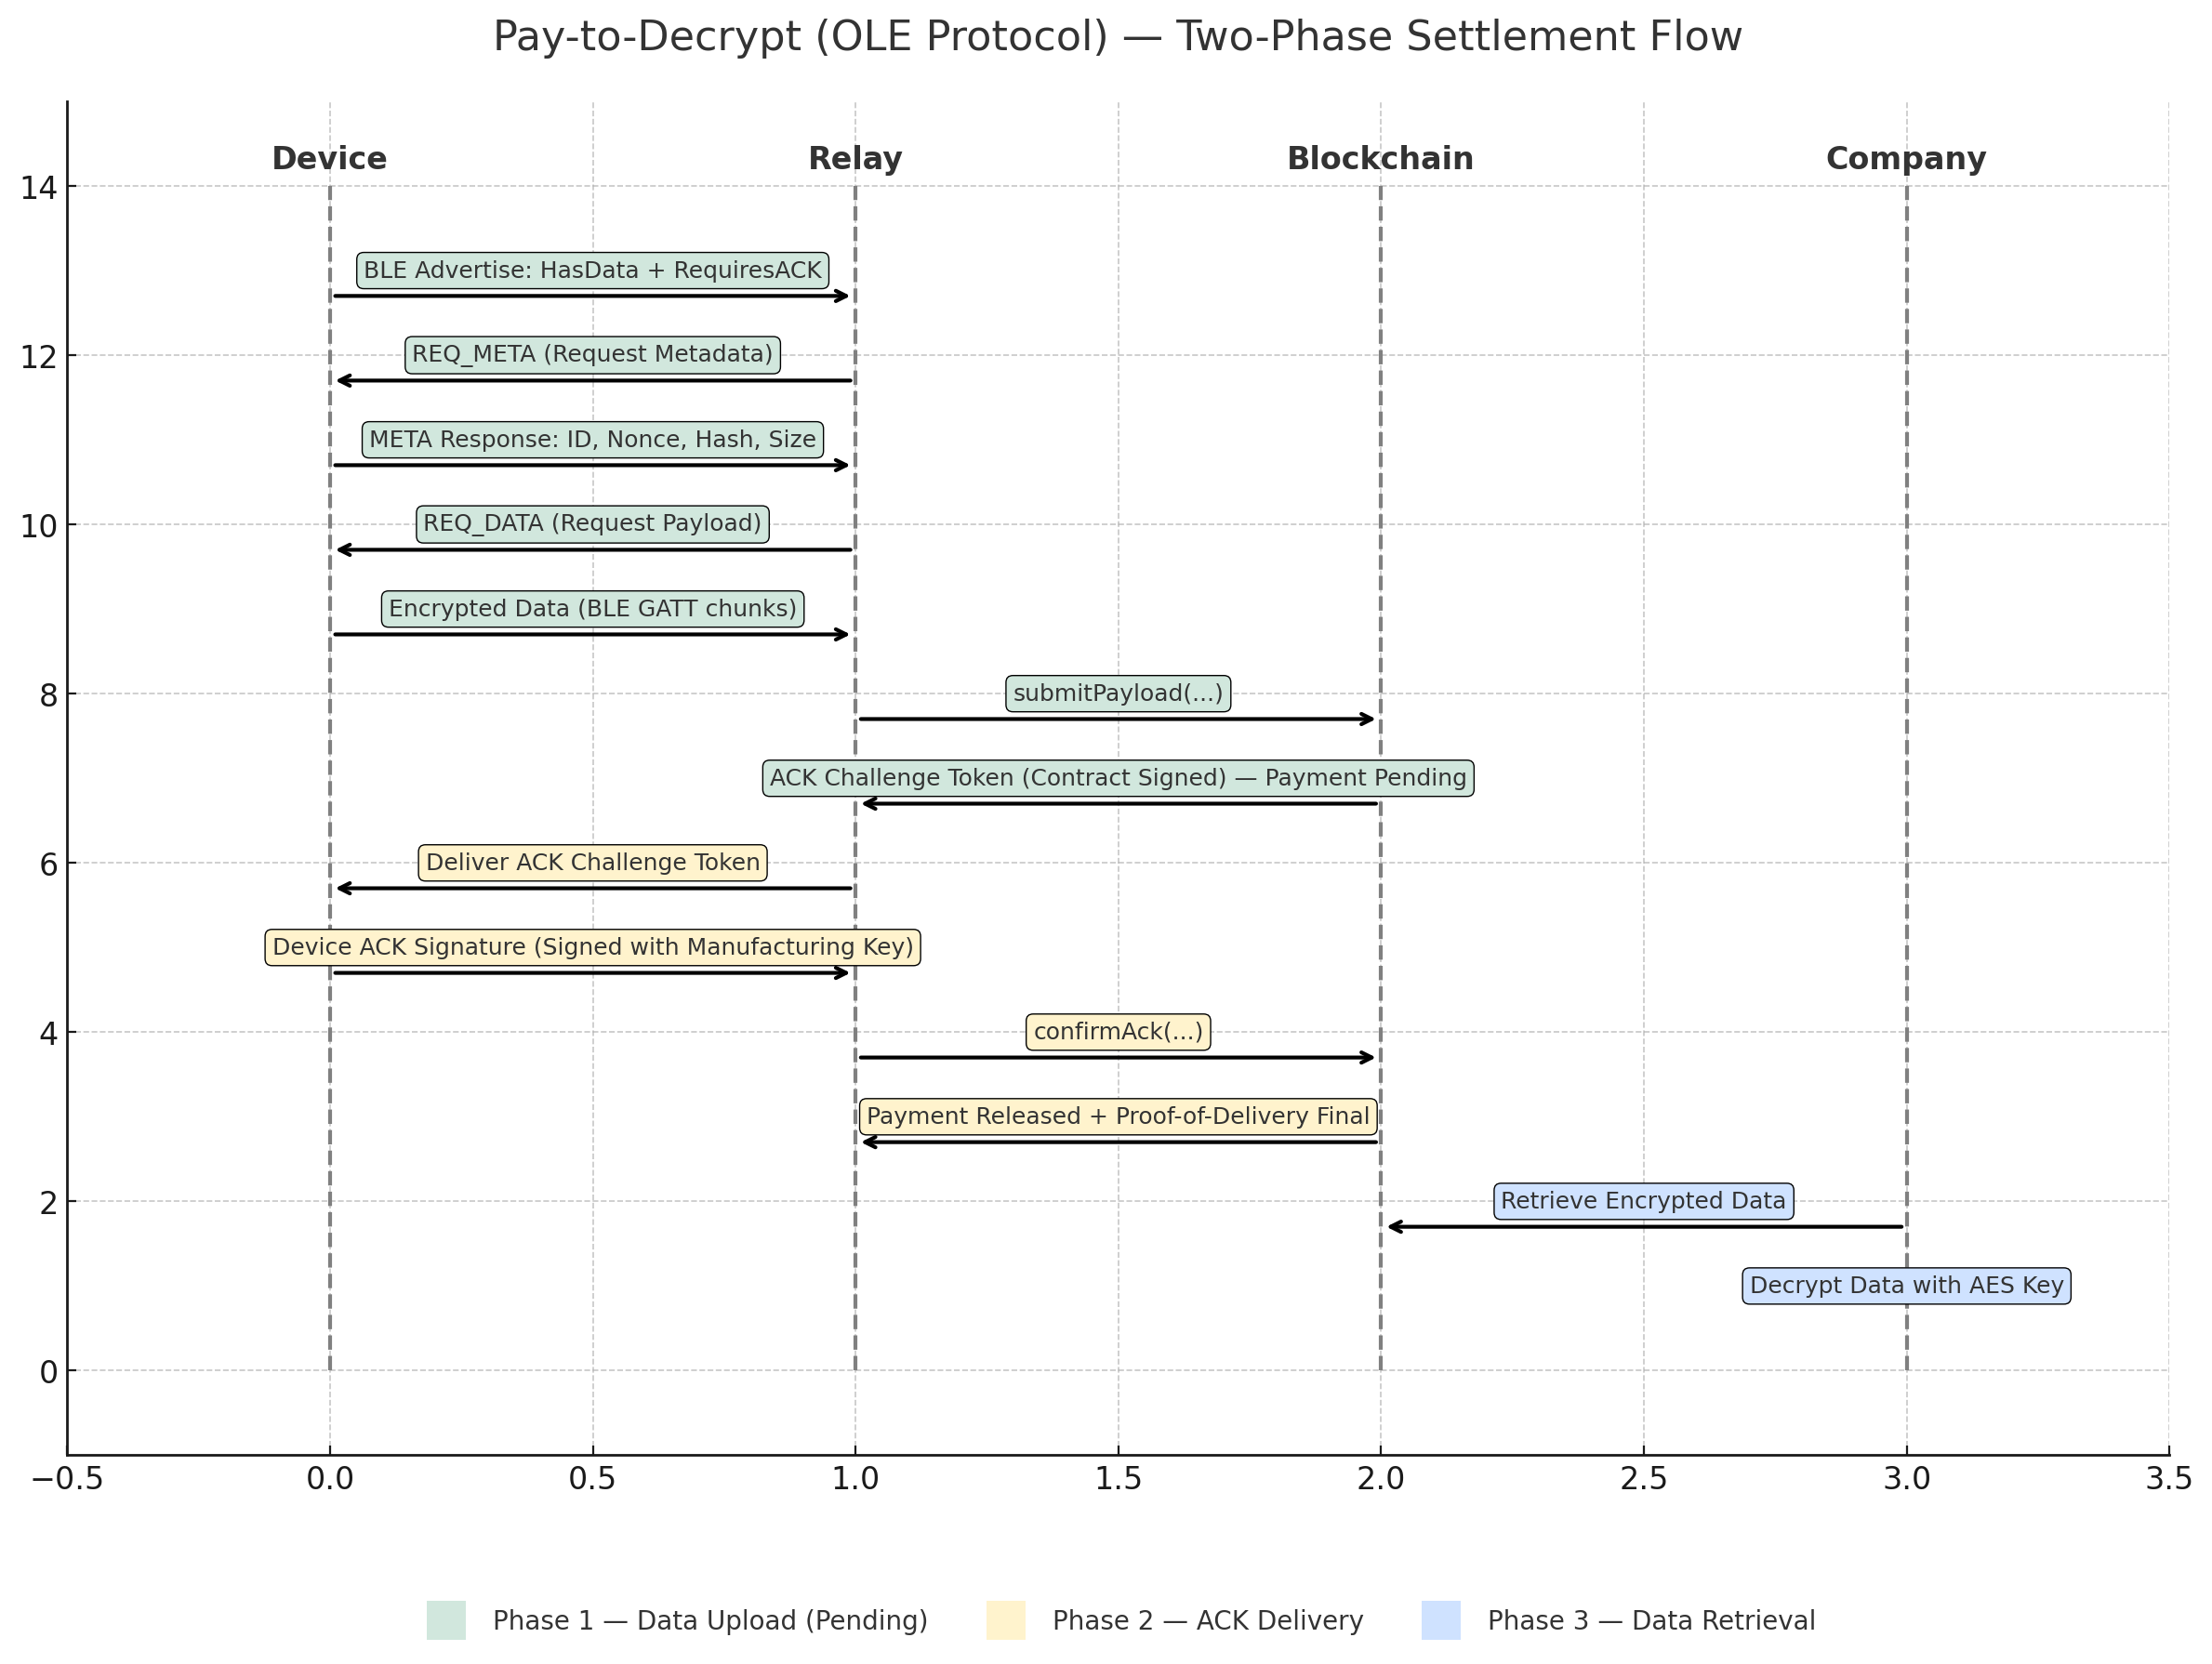 Pay-to-Decrypt (OLE Protocol) — Two-Phase Settlement Flow
Device
Relay
Blockchain
Company
14
BLE Advertise: HasData + RequiresACK
12
REQ_META (Request Metadata)
META Response: ID, Nonce, Hash, Size
10
REQ_DATA (Request Payload)
Encrypted Data (BLE GATT chunks)
8
submitPayload(...)
ACK Challenge Token (Contract Signed) — Payment Pending
6
Deliver ACK Challenge Token
Device ACK Signature (Signed with Manufacturing Key)
4
confirmAck(...)
Payment Released + Proof-of-Delivery Final
2
Retrieve Encrypted Data
Decrypt Data with AES Key
0
−0.5
0.0
0.5
1.0
1.5
2.0
2.5
3.0
3.5
Phase 1 — Data Upload (Pending)
Phase 2 — ACK Delivery
Phase 3 — Data Retrieval